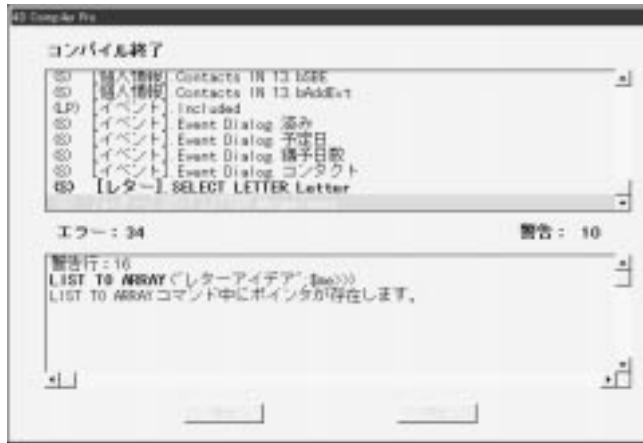 4D Compiler Pro
コンパイル終了
(S) [個人情報].Contacts IN 13.bSBE
(S) [個人情報].Contacts IN 13.bAddExt
(LP) [イベント].Included
(S) [イベント].Event Dialog.済み
(S) [イベント].Event Dialog.予定日
(S) [イベント].Event Dialog.猶予日数
(S) [イベント].Event Dialog.コンタクト
(S) [レター].SELECT LETTER.Letter
エラー：34 警告： 10
警告行：16
LIST TO ARRAY("レターアイデア",$me»)
LIST TO ARRAYコマンド中にポインタが存在します。